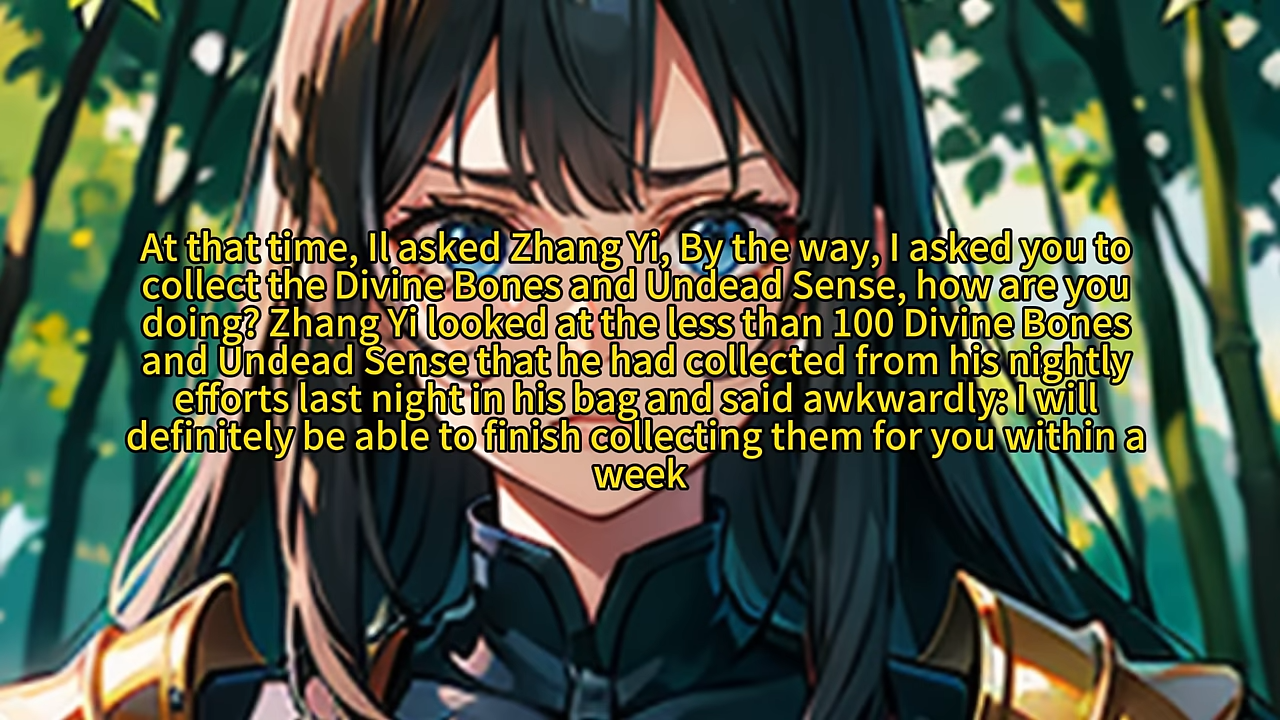 At that time, Il asked Zhang Yi, By the way, I asked you to
collect the Divine Bones and Undead Sense, how are you
doing? Zhang Yi looked at the less than 100 Divine Bones
and Undead Sense that he had collected from his nightly
efforts last night in his bag and said awkwardly: I will
definitely be able to finish collecting them for you within a
week